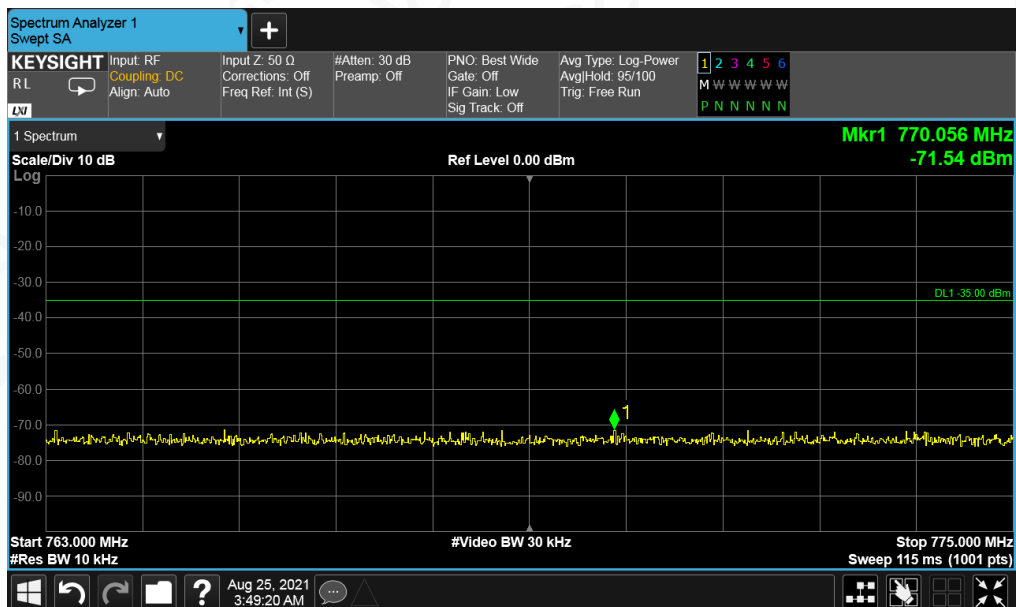 Spectrum Analyzer 1
Swept SA
+
KEYSIGHT
RL
LXI
Input: RF
Coupling: DC
Align: Auto
Input Z: 50 Ω
Corrections: Off
Freq Ref: Int (S)
#Atten: 30 dB
Preamp: Off
PNO: Best Wide
Gate: Off
IF Gain: Low
Sig Track: Off
Avg Type: Log-Power
Avg|Hold: 95/100
Trig: Free Run
1 2 3 4 5 6
M W W W W W
P N N N N N
1 Spectrum
Mkr1 770.056 MHz
Scale/Div 10 dB
Ref Level 0.00 dBm
-71.54 dBm
Log
-10.0
-20.0
-30.0
DL1 -35.00 dBm
-40.0
-50.0
-60.0
1
-70.0
-80.0
-90.0
Start 763.000 MHz
#Video BW 30 kHz
Stop 775.000 MHz
#Res BW 10 kHz
Sweep 115 ms (1001 pts)
?
Aug 25, 2021
3:49:20 AM